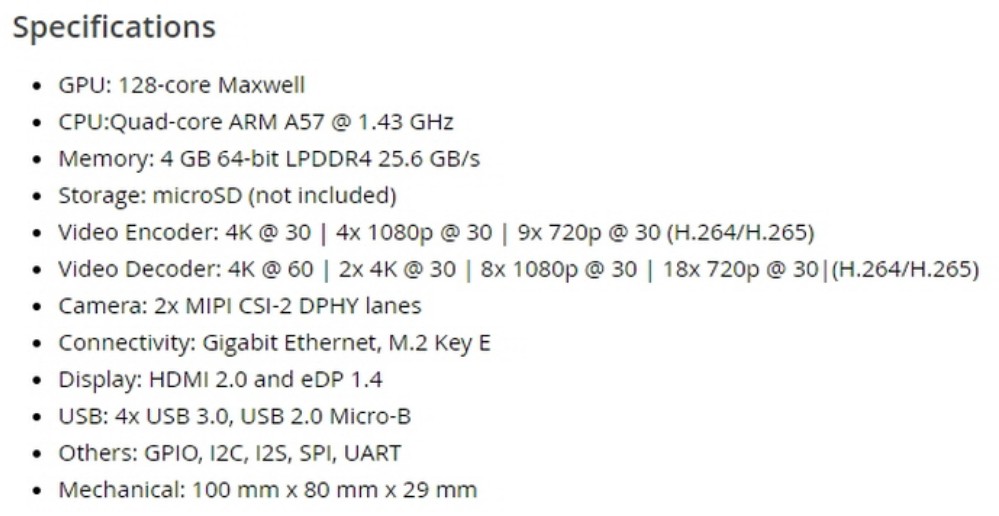 Specifications
• GPU: 128-core Maxwell
• CPU:Quad-core ARM A57 @ 1.43 GHz
• Memory: 4 GB 64-bit LPDDR4 25.6 GB/s
• Storage: microSD (not included)
• Video Encoder: 4K @ 30 | 4x 1080p @ 30 | 9x 720p @ 30 (H.264/H.265)
• Video Decoder: 4K @ 60 | 2x 4K @ 30 | 8x 1080p @ 30 | 18x 720p @ 30|(H.264/H.265)
• Camera: 2x MIPI CSI-2 DPHY lanes
• Connectivity: Gigabit Ethernet, M.2 Key E
• Display: HDMI 2.0 and eDP 1.4
• USB: 4x USB 3.0, USB 2.0 Micro-B
• Others: GPIO, I2C, I2S, SPI, UART
• Mechanical: 100 mm x 80 mm x 29 mm